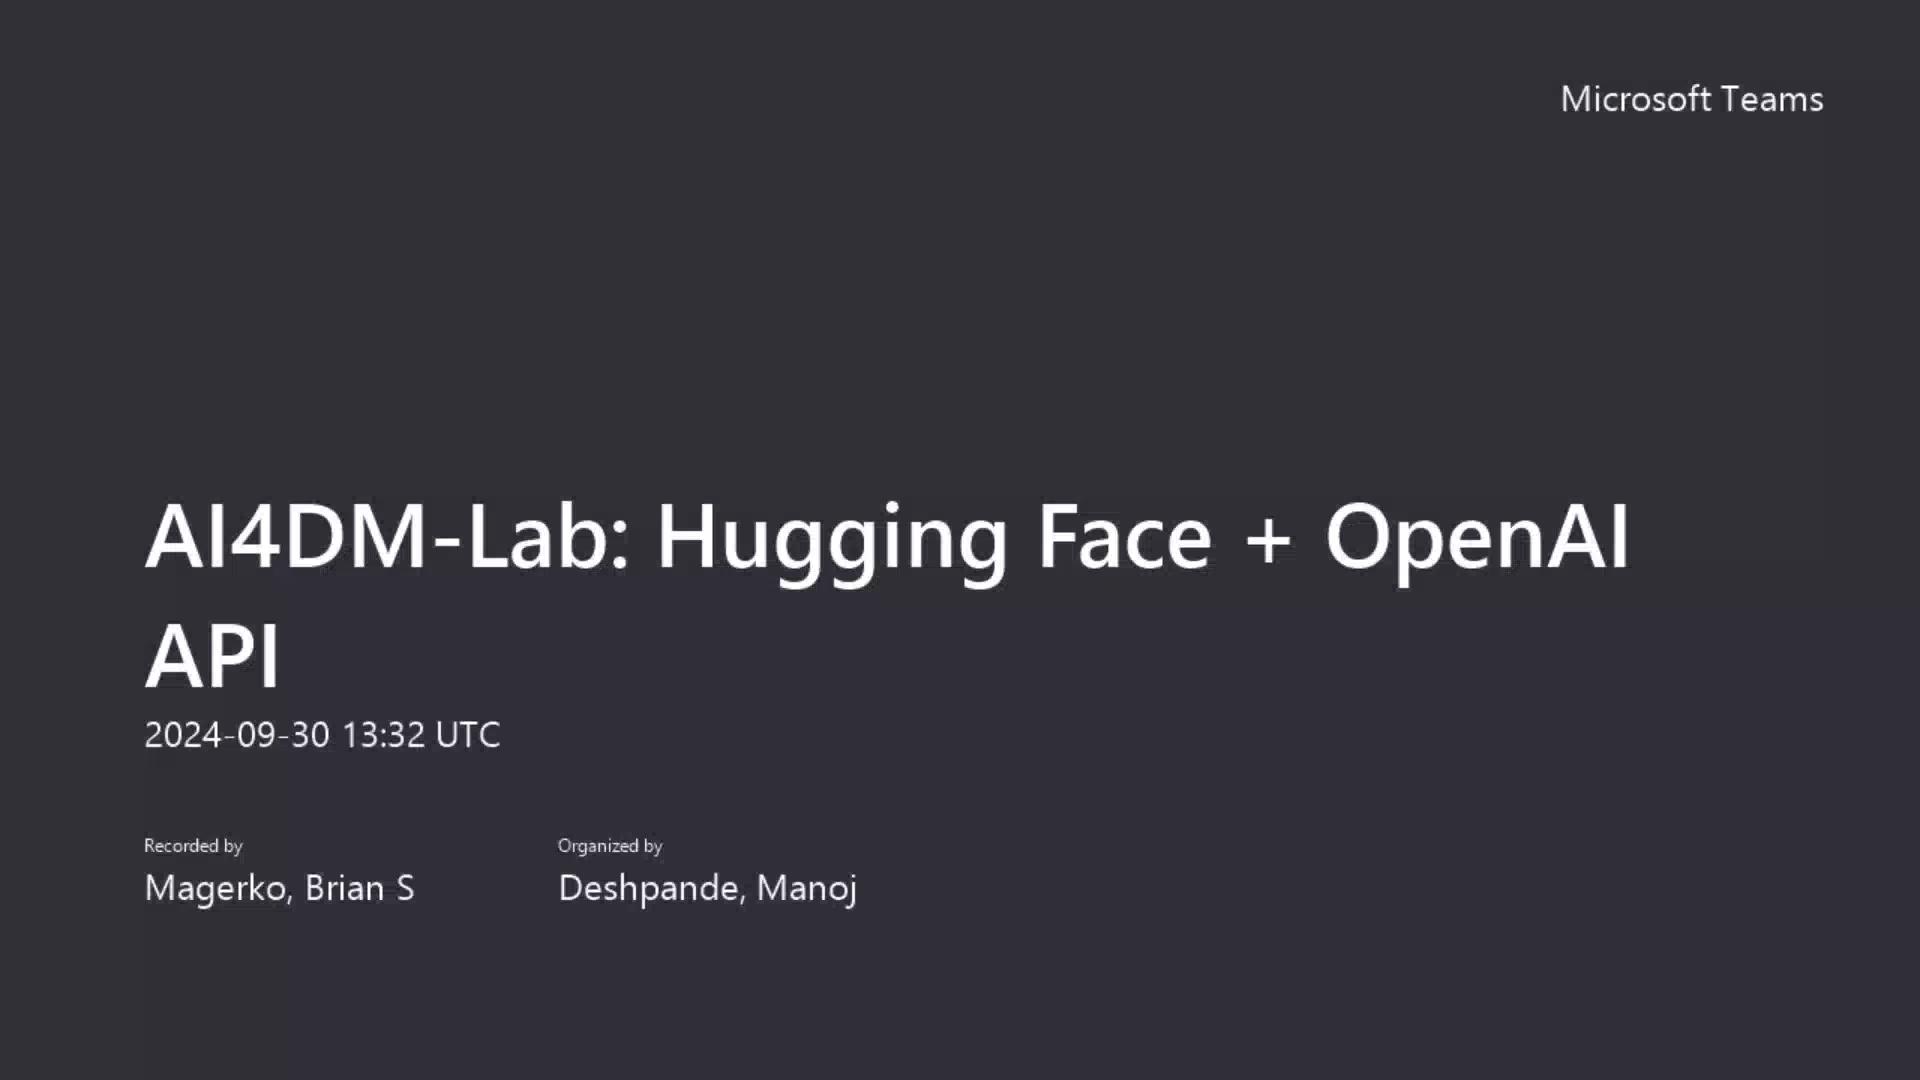 Microsoft Teams
AI4DM-Lab: Hugging Face + OpenAI
API
2024-09-30 13:32 UTC
Recorded by
Organized by
Magerko, Brian S
Deshpande, Manoj